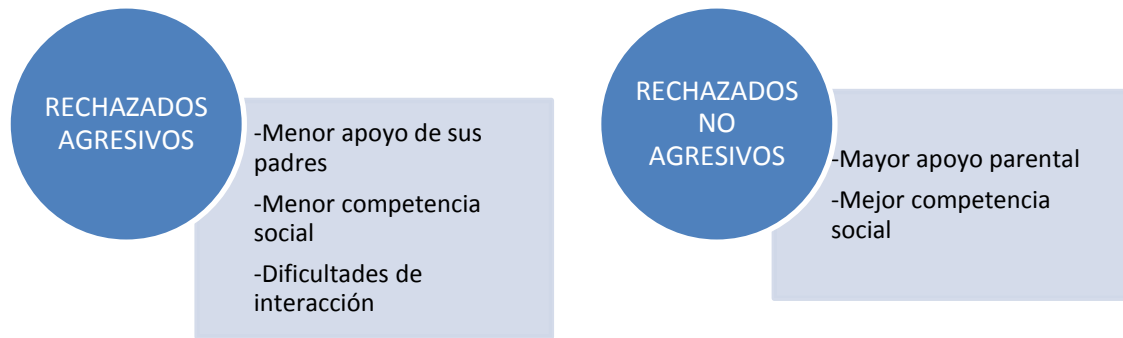 RECHAZADOS
AGRESIVOS
-Menor apoyo de sus
padres
-Menor competencia
social
-Dificultades de
interacción
RECHAZADOS
NO
AGRESIVOS
-Mayor apoyo parental
-Mejor competencia
social